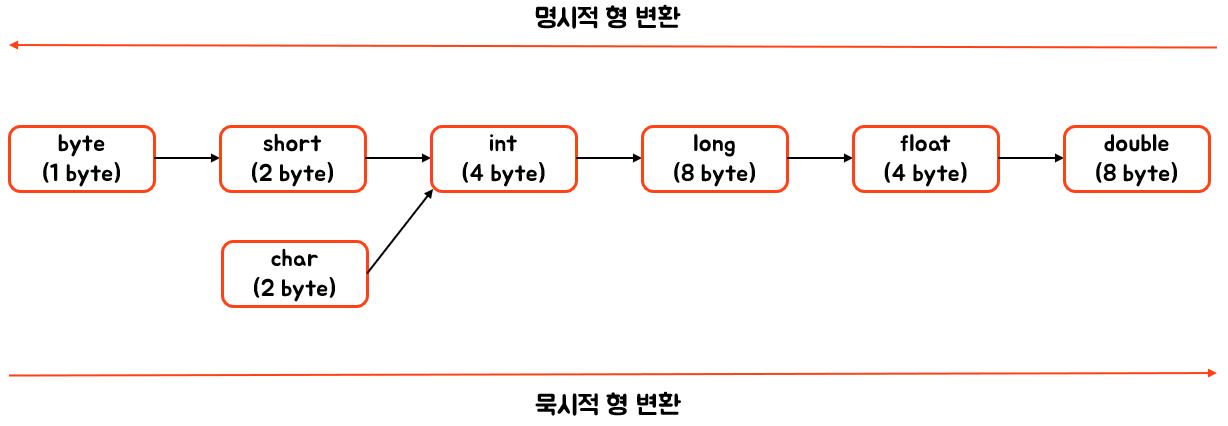 명시적 형 변환
byte
(1 byte)
short
(2 byte)
int
(4 byte)
long
(8 byte)
float
(4 byte)
double
(8 byte)
char
(2 byte)
묵시적 형 변환